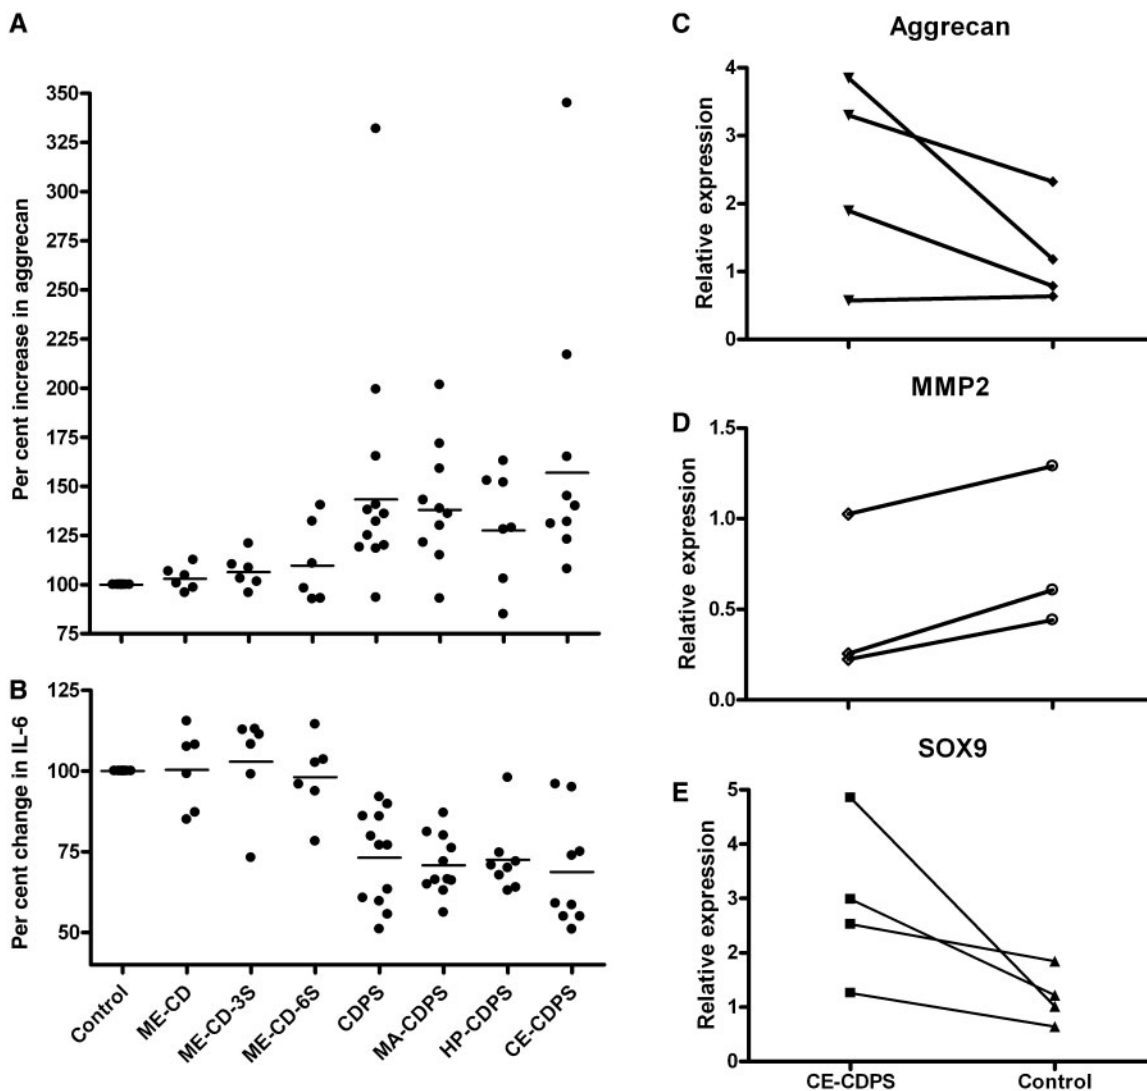 A
Per cent increase in aggrecan
350
325
300
275
250
225
200
175
150
125
100
75
B
Per cent change in IL-6
125
100
75
50
Control
ME-CD
ME-CD-3S
ME-CD-6S
CDPS
MA-CDPS
HP-CDPS
CE-CDPS
C
Aggrecan
Relative expression
4
3
2
1
0
D
MMP2
Relative expression
1.5
1.0
0.5
0.0
SOX9
E
Relative expression
5
4
3
2
1
0
CE-CDPS
Control